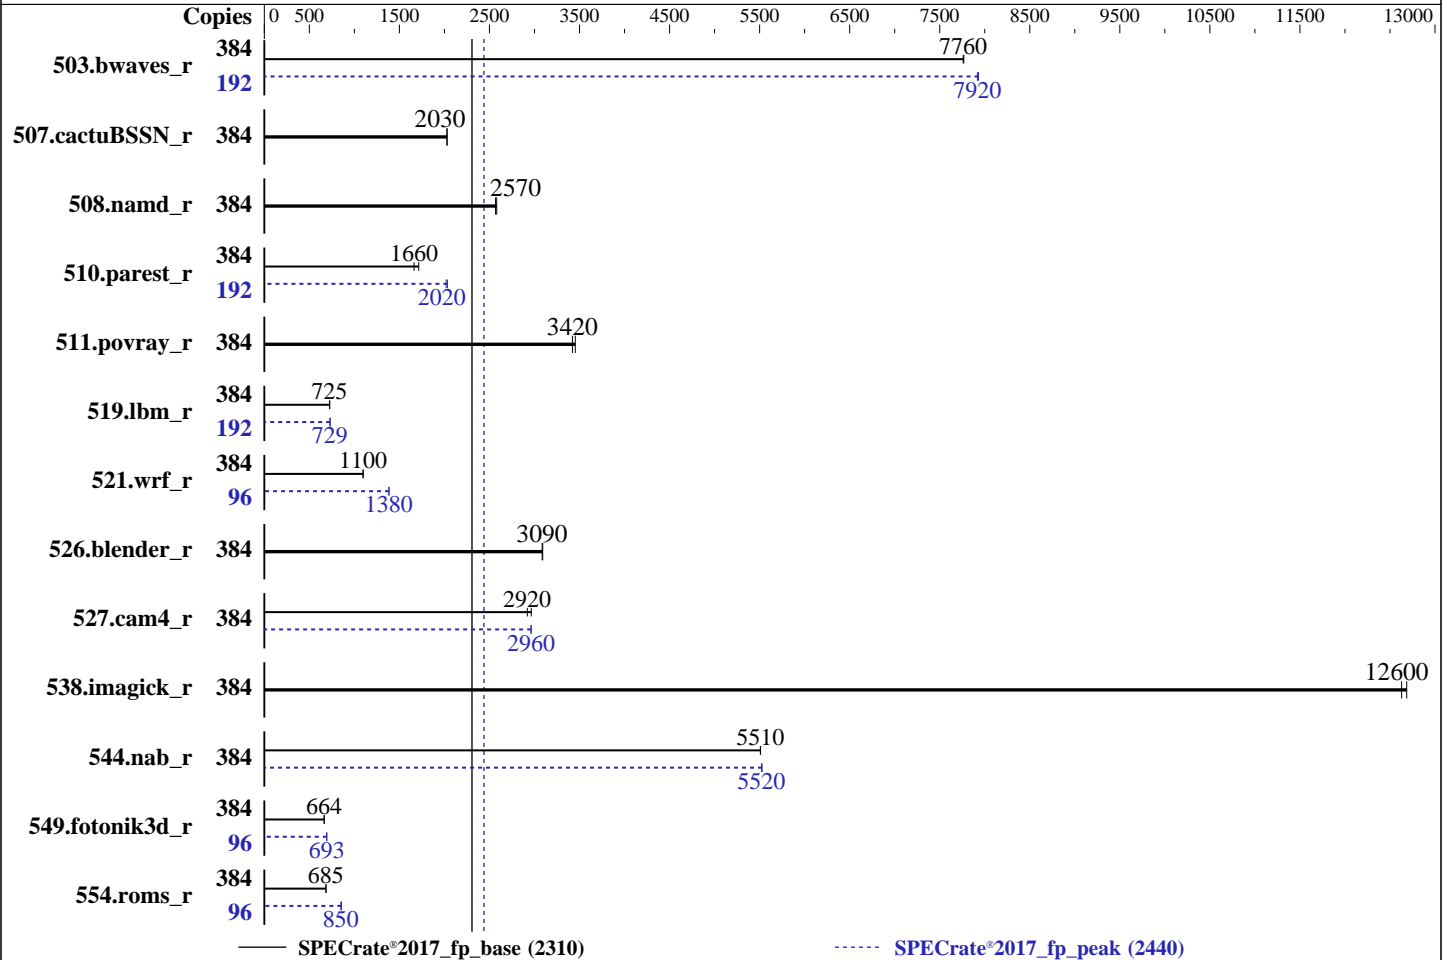 Copies 0 500 1500 2500 3500 4500 5500 6500 7500 8500 9500 10500 11500 13000
503.bwaves_r 384 7760
192 7920
507.cactuBSSN_r 384 2030
508.namd_r 384 2570
510.parest_r 384 1660
192 2020
511.povray_r 384 3420
519.lbm_r 384 725
192 729
521.wrf_r 384 1100
96 1380
526.blender_r 384 3090
527.cam4_r 384 2920
2960
538.imagick_r 384 12600
544.nab_r 384 5510
5520
549.fotonik3d_r 384 664
96 693
554.roms_r 384 685
96 850
SPECrate®2017_fp_base (2310) SPECrate®2017_fp_peak (2440)